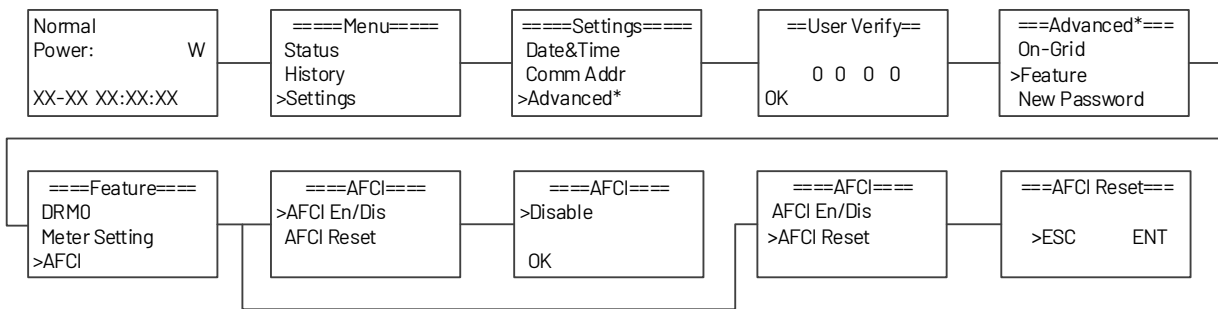 Normal
Power: W
XX-XX XX:XX:XX
=====Menu=====
Status
History
>Settings
=====Settings=====
Date&Time
Comm Addr
>Advanced*
==User Verify==
0 0 0 0
OK
===Advanced*===
On-Grid
>Feature
New Password
====Feature====
DRM0
Meter Setting
>AFCI
====AFCI====
>AFCI En/Dis
AFCI Reset
====AFCI====
>Disable
OK
====AFCI====
AFCI En/Dis
>AFCI Reset
===AFCI Reset===
>ESC ENT